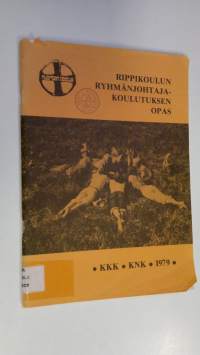 RIPPIKOULUN
RYHMÄNJOHTAJA-
KOULUTUKSEN
OPAS
• KKK • KNK • 1979 •